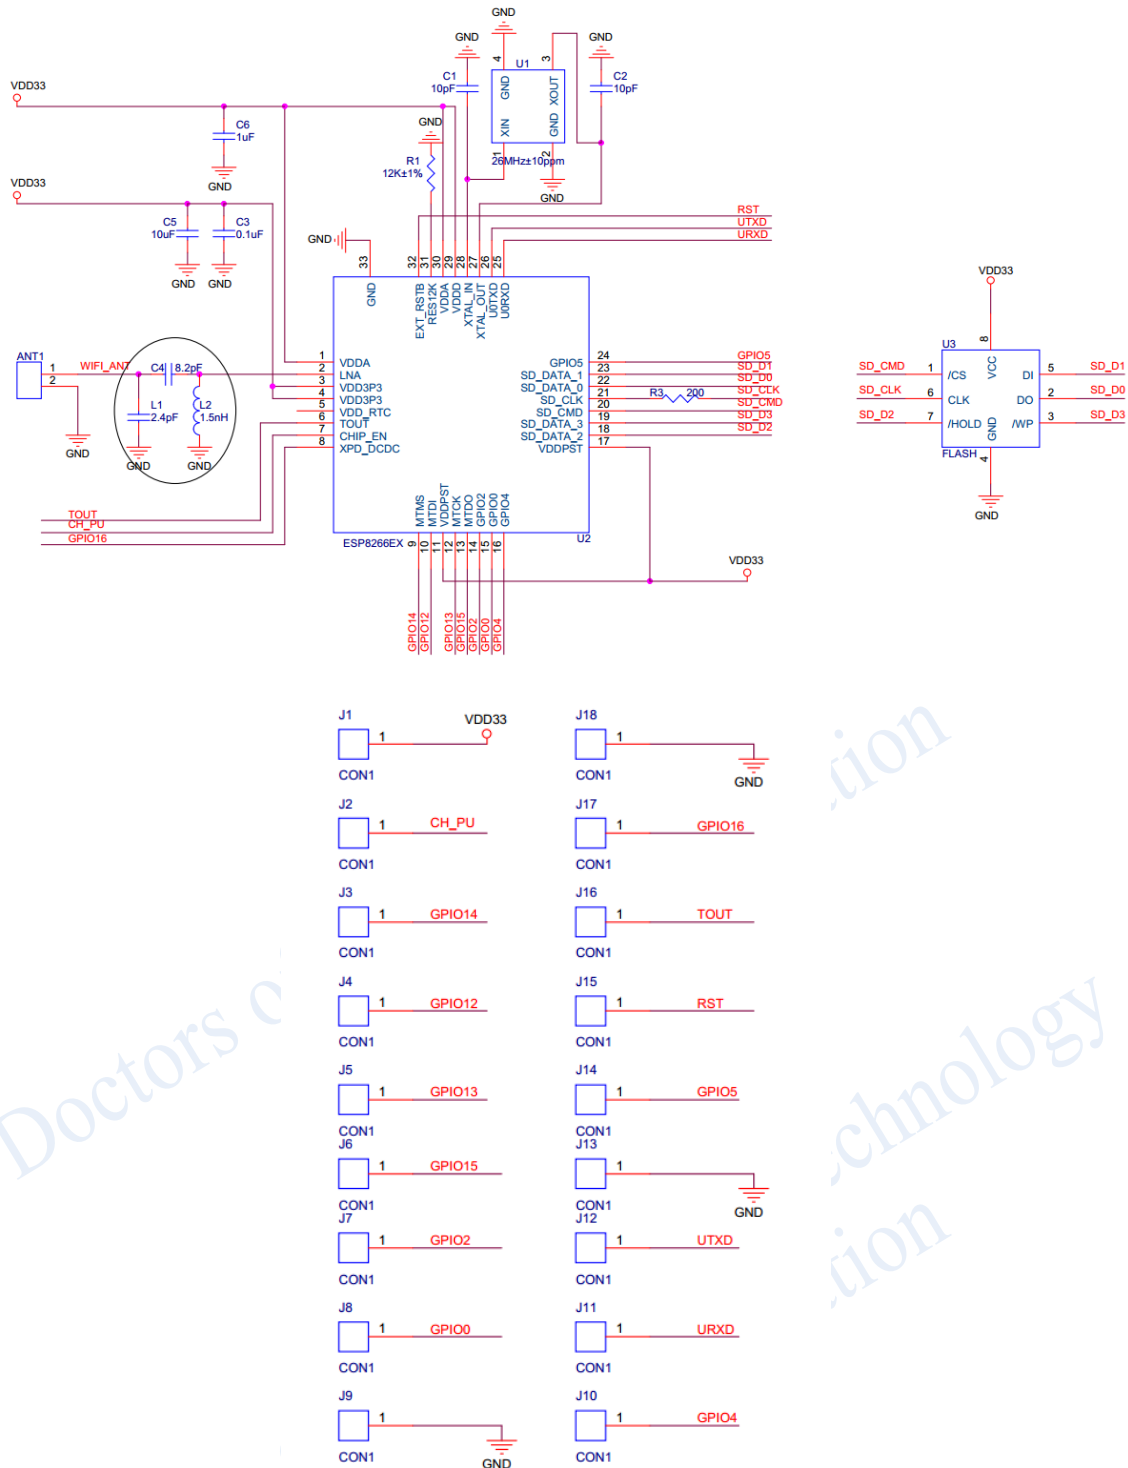 GND
GND
GND
VDD33
C1
10pF
4
3
U1
GND
XOUT
C2
10pF
XIN
GND
1
2
26MHz±10ppm
GND
C6
1uF
GND
GND
R1
12K±1%
VDD33
C5
10uF
C3
0.1uF
GND
GND
RST
UTXD
URXD
GND
33
32
31
30
29
28
27
26
25
GND
EXT_RSTB
RES12K
VDDA
VDDD
XTAL_IN
XTAL_OUT
U0TXD
U0RXD
ANT1
1
2
WIFI_ANT
C4
8.2pF
L1
2.4pF
L2
1.5nH
GND
GND
GND
1 VDDA
2 LNA
3 VDD3P3
4 VDD3P3
5 VDD_RTC
6 TOUT
7 CHIP_EN
8 XPD_DCDC
GPIO5 24 GPIO5
SD_DATA_1 23 SD_D1
SD_DATA_0 22 SD_D0
SD_CLK 21 R3 200 SD_CLK
SD_CMD 20 SD_CMD
SD_DATA_3 19 SD_D3
SD_DATA_2 18 SD_D2
VDDPST 17
TOUT
CH_PU
GPIO16
MTMS
MTDI
VDDPST
MTCK
MTDO
GPIO2
GPIO0
GPIO4
ESP8266EX
U2
9
10
11
12
13
14
15
16
VDD33
GPIO14
GPIO12
GPIO13
GPIO15
GPIO2
GPIO0
GPIO4
VDD33
U3
8
VCC
SD_CMD 1 /CS
DI 5 SD_D1
SD_CLK 6 CLK
DO 2 SD_D0
SD_D2 7 /HOLD
/WP 3 SD_D3
GND
FLASH
4
GND
J1
1
VDD33
CON1
J18
1
GND
CON1
J2
1
CH_PU
CON1
J17
1
GPIO16
CON1
J3
1
GPIO14
CON1
J16
1
TOUT
CON1
J4
1
GPIO12
CON1
J15
1
RST
CON1
J5
1
GPIO13
CON1
J14
1
GPIO5
CON1
J6
1
GPIO15
CON1
J13
1
GND
CON1
J7
1
GPIO2
CON1
J12
1
UTXD
CON1
J8
1
GPIO0
CON1
J11
1
URXD
CON1
J9
1
GND
CON1
J10
1
GPIO4
CON1
Doctors